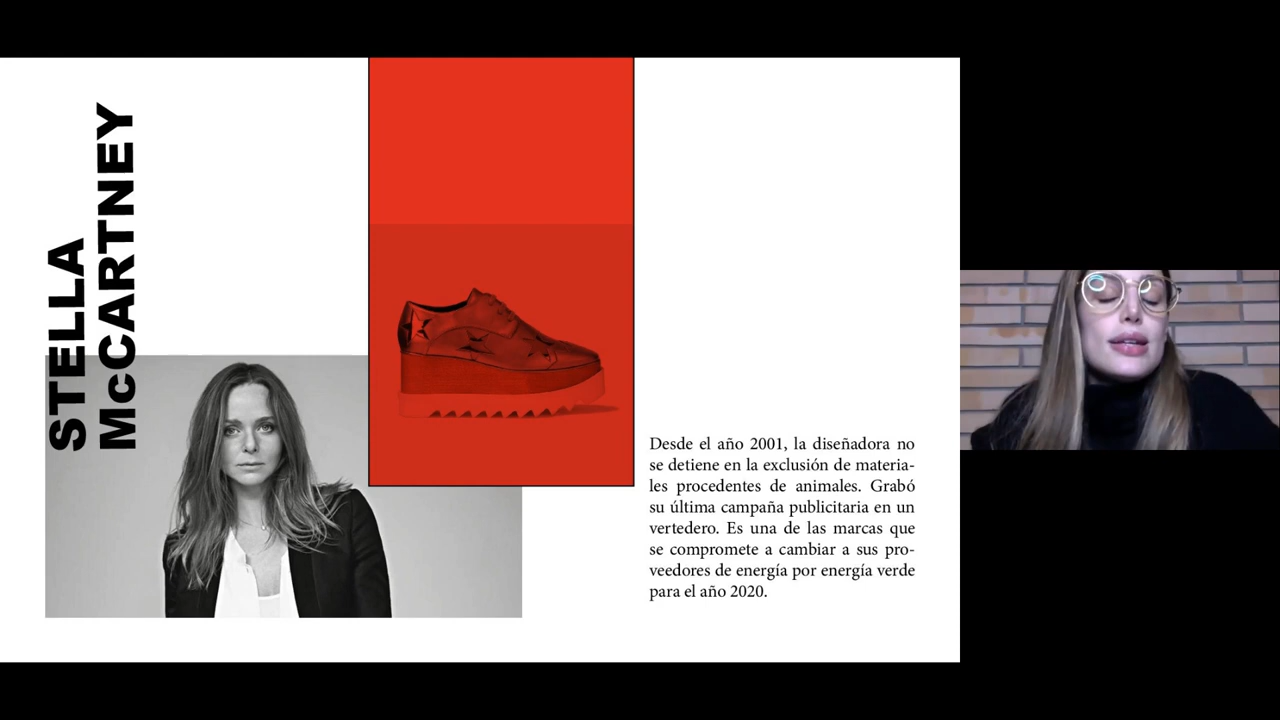 STELLA
McCARTNEY
Desde el año 2001, la diseñadora no
se detiene en la exclusión de materia-
les procedentes de animales. Grabó
su última campaña publicitaria en un
vertedero. Es una de las marcas que
se compromete a cambiar a sus pro-
veedores de energía por energía verde
para el año 2020.